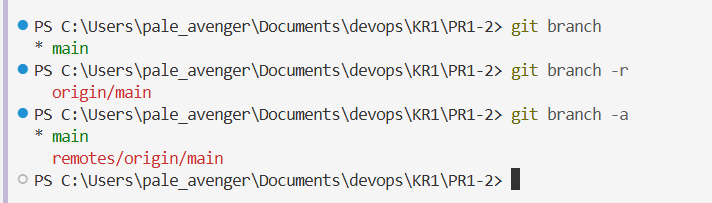 PS C:\Users\pale_avenger\Documents\devops\KR1\PR1-2> git branch
* main
PS C:\Users\pale_avenger\Documents\devops\KR1\PR1-2> git branch -r
  origin/main
PS C:\Users\pale_avenger\Documents\devops\KR1\PR1-2> git branch -a
* main
  remotes/origin/main
PS C:\Users\pale_avenger\Documents\devops\KR1\PR1-2>